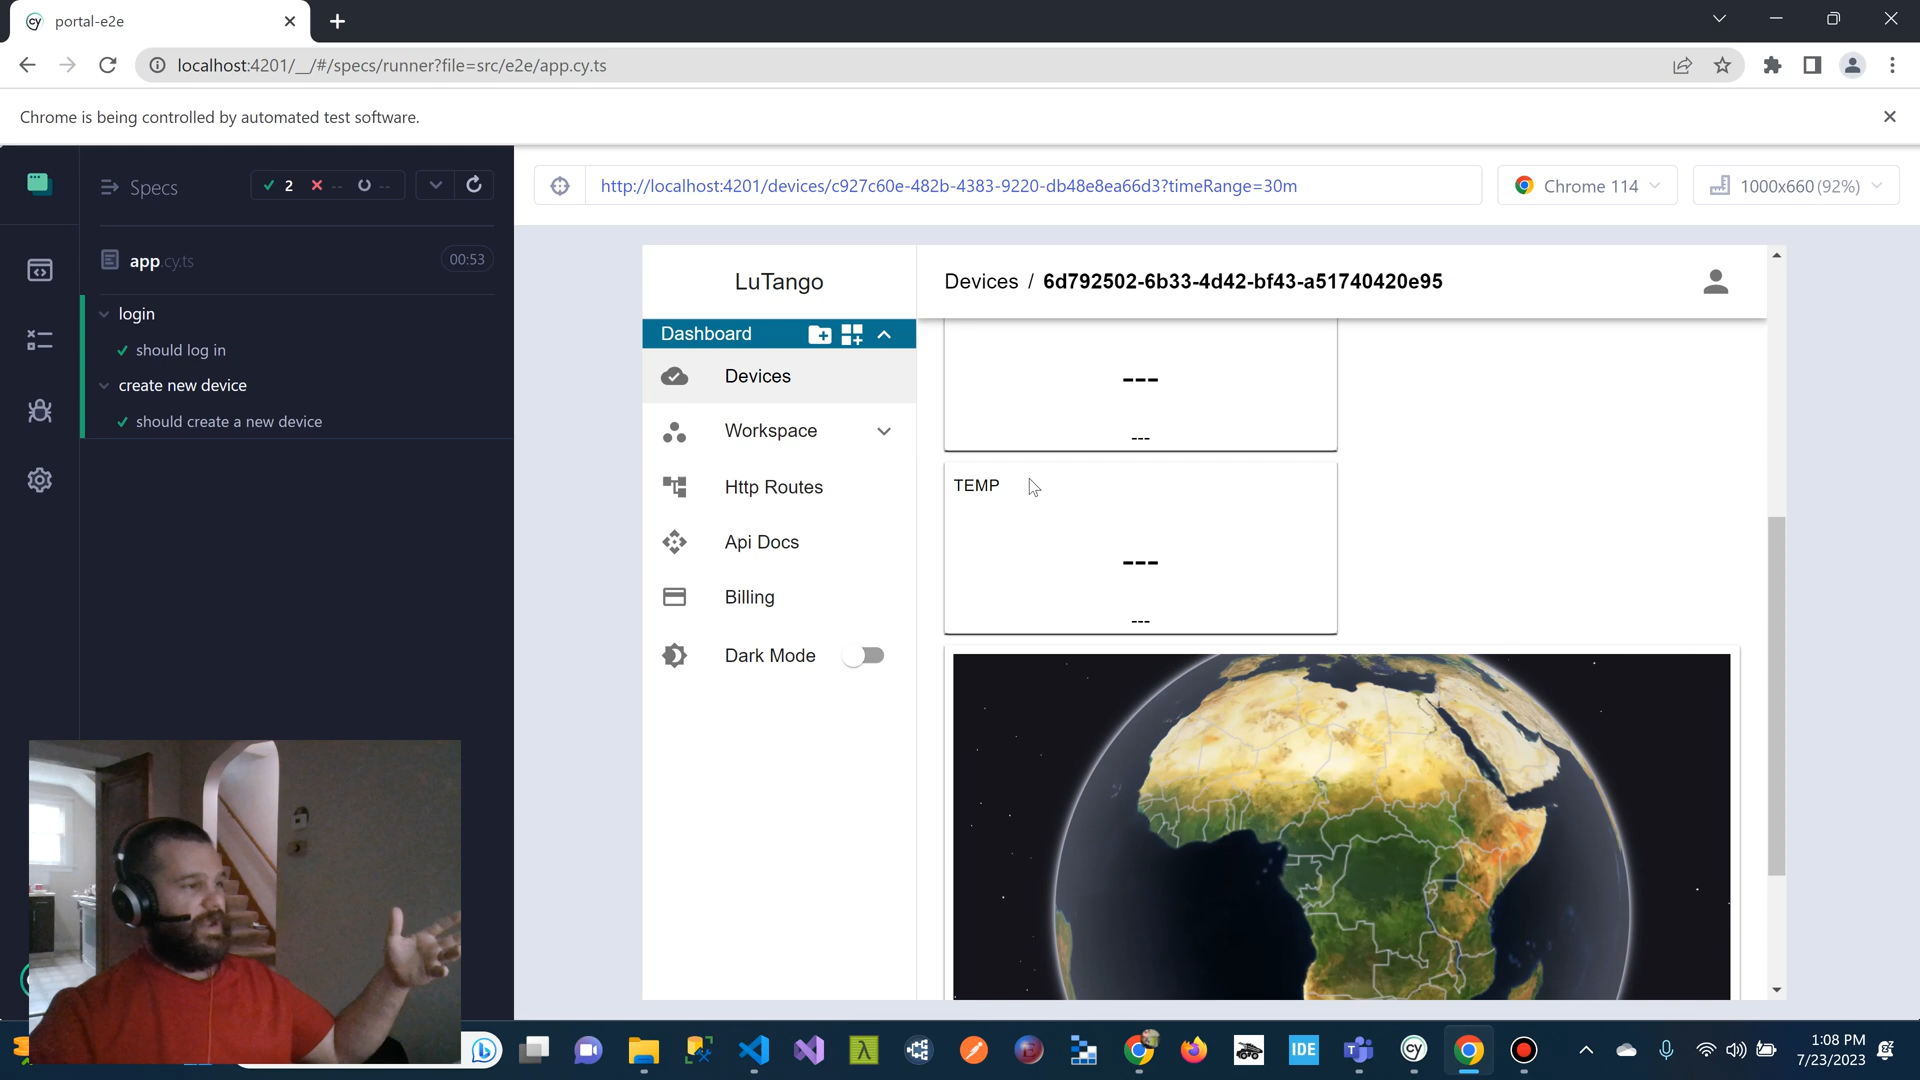 portal-e2e
localhost:4201/__/#/specs/runner?file=src/e2e/app.cy.ts
Chrome is being controlled by automated test software.
Specs
2
--
--
http://localhost:4201/devices/c927c60e-482b-4383-9220-db48e8ea66d3?timeRange=30m
Chrome 114
1000x660 (92%)
app.cy.ts
00:53
login
should log in
create new device
should create a new device
LuTango
Devices / 6d792502-6b33-4d42-bf43-a51740420e95
Dashboard
Devices
Workspace
Http Routes
Api Docs
Billing
Dark Mode
---
---
TEMP
---
---
IDE
1:08 PM
7/23/2023